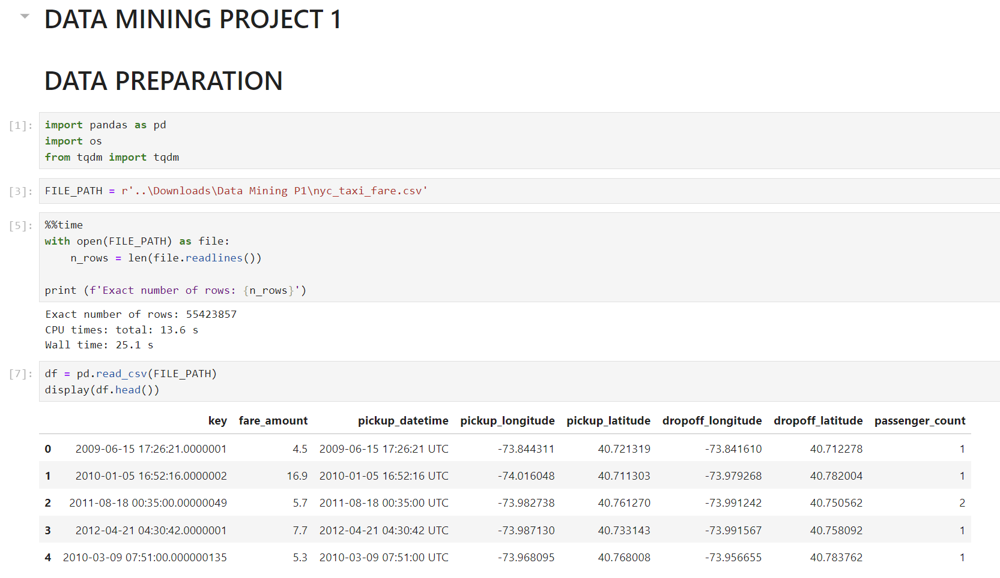 DATA MINING PROJECT 1
DATA PREPARATION
[1]: import pandas as pd
import os
from tqdm import tqdm
[3]: FILE_PATH = r'..\Downloads\Data Mining P1\nyc_taxi_fare.csv'
[5]: %%time
with open(FILE_PATH) as file:
    n_rows = len(file.readlines())
print (f'Exact number of rows: {n_rows}')
Exact number of rows: 55423857
CPU times: total: 13.6 s
Wall time: 25.1 s
[7]: df = pd.read_csv(FILE_PATH)
display(df.head())
key fare_amount pickup_datetime pickup_longitude pickup_latitude dropoff_longitude dropoff_latitude passenger_count
0 2009-06-15 17:26:21.0000001 4.5 2009-06-15 17:26:21 UTC -73.844311 40.721319 -73.841610 40.712278 1
1 2010-01-05 16:52:16.0000002 16.9 2010-01-05 16:52:16 UTC -74.016048 40.711303 -73.979268 40.782004 1
2 2011-08-18 00:35:00.00000049 5.7 2011-08-18 00:35:00 UTC -73.982738 40.761270 -73.991242 40.750562 2
3 2012-04-21 04:30:42.0000001 7.7 2012-04-21 04:30:42 UTC -73.987130 40.733143 -73.991567 40.758092 1
4 2010-03-09 07:51:00.000000135 5.3 2010-03-09 07:51:00 UTC -73.968095 40.768008 -73.956655 40.783762 1